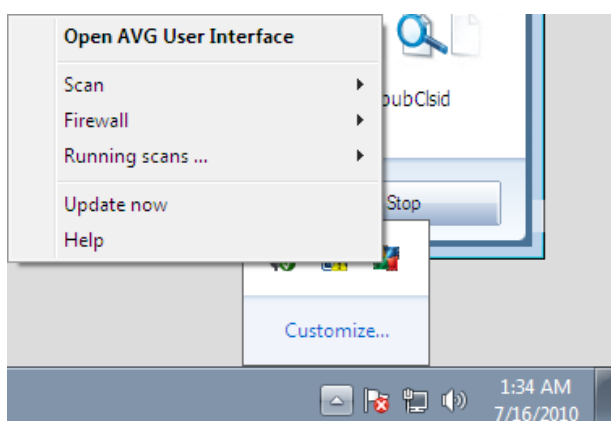 Open AVG User Interface
Scan
Firewall
Running scans ...
Update now
Help
Stop
Customize...
1:34 AM
7/16/2010